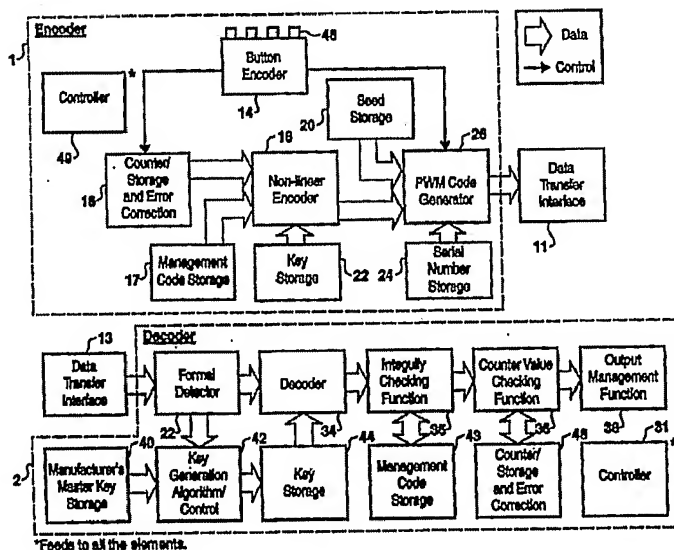 Encoder
48
1
Button
Encoder
Data
Control
*
Controller
14
Seed
Storage
20
49
18
26
Counter/
Storage
and Error
Correction
Non-linear
Encoder
PWM Code
Generator
Data
Transfer
Interface
16
11
Management
Code Storage
Key
Storage
Serial
Number
Storage
17
22
24
Decoder
13
Data
Transfer
Interface
Formal
Detector
Decoder
Integully
Checking
Function
Counter Value
Checking
Function
Output
Management
Function
40
22
42
34
44
35
43
36
48
38
31
2
Manufacturer's
Master Key
Storage
Key
Generation
Algorithm/
Control
Key
Storage
Management
Code
Storage
Counter/
Storage
and Error
Correction
Controller
*
*Feeds to all the elements.